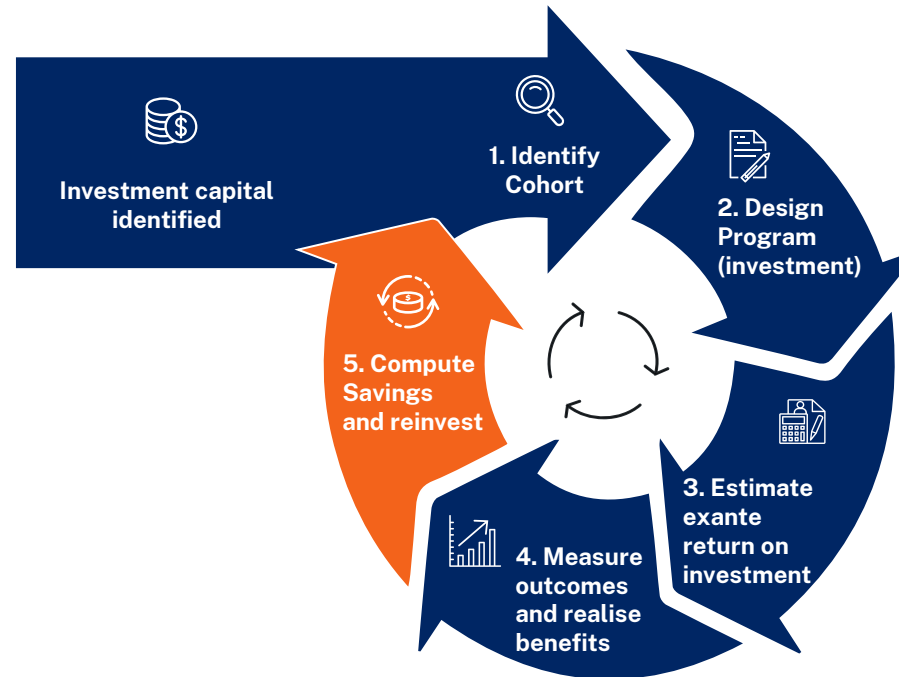 Investment capital
identified
1. Identify
Cohort
2. Design
Program
(investment)
3. Estimate
exante
return on
investment
4. Measure
outcomes
and realise
benefits
5. Compute
Savings
and reinvest
$
$